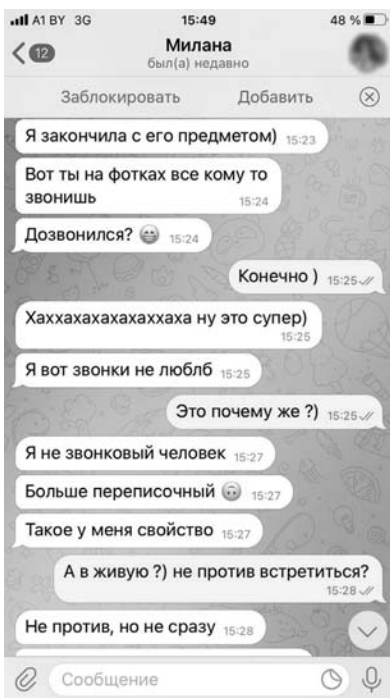 A1 BY 3G 15:49 48 %
12 Милана
был(а) недавно
Заблокировать Добавить
Я закончила с его предметом) 15:23
Вот ты на фотках все кому то
звонишь 15:24
Дозвонился? 😁 15:24
Конечно ) 15:25
Хаххахахахахаххаха ну это супер)
15:25
Я вот звонки не люблб 15:25
Это почему же ?) 15:25
Я не звонковый человек 15:27
Больше переписочный 🙃 15:27
Такое у меня свойство 15:27
А в живую ?) не против встретиться?
15:28
Не против, но не сразу 15:28
Сообщение